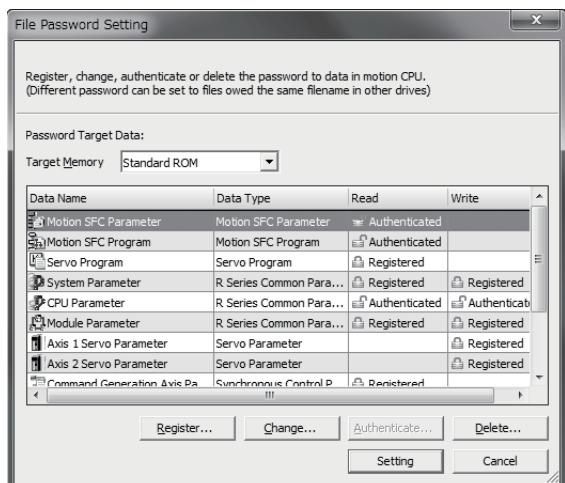 File Password Setting
Register, change, authenticate or delete the password to data in motion CPU.
(Different password can be set to files owed the same filename in other drives)
Password Target Data:
Target Memory Standard ROM
Data Name Data Type Read Write
Motion SFC Parameter Motion SFC Parameter Authenticated
Motion SFC Program Motion SFC Program Authenticated
Servo Program Servo Program Registered
System Parameter R Series Common Para... Registered Registered
CPU Parameter R Series Common Para... Authenticated Authenticat
Module Parameter R Series Common Para... Registered Registered
Axis 1 Servo Parameter Servo Parameter Registered
Axis 2 Servo Parameter Servo Parameter Registered
Command Generation Axis Pa Synchronous Control P Registered
Register... Change... Authenticate... Delete...
Setting Cancel